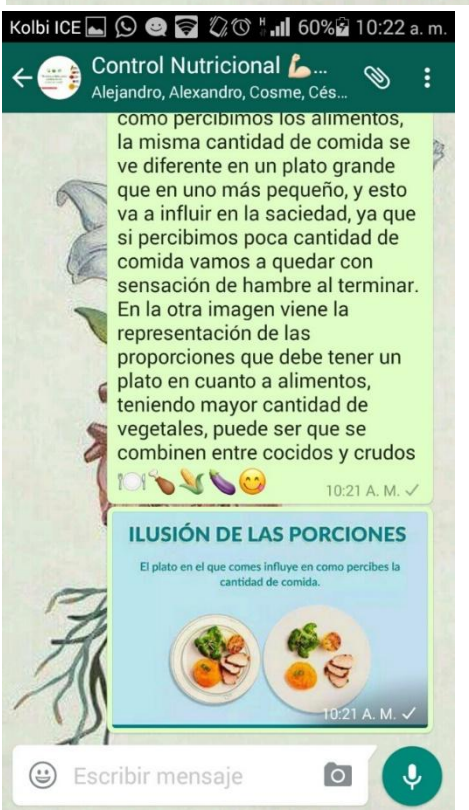 Kolbi ICE 60% 10:22 a. m.
Control Nutricional 💪...
Alejandro, Alexandro, Cosme, Cés...
como percibimos los alimentos,
la misma cantidad de comida se
ve diferente en un plato grande
que en uno más pequeño, y esto
va a influir en la saciedad, ya que
si percibimos poca cantidad de
comida vamos a quedar con
sensación de hambre al terminar.
En la otra imagen viene la
representación de las
proporciones que debe tener un
plato en cuanto a alimentos,
teniendo mayor cantidad de
vegetales, puede ser que se
combinen entre cocidos y crudos
🍽🍗🌽🍆😋
10:21 A. M. ✓
ILUSIÓN DE LAS PORCIONES
El plato en el que comes influye en como percibes la
cantidad de comida.
10:21 A. M. ✓
Escribir mensaje